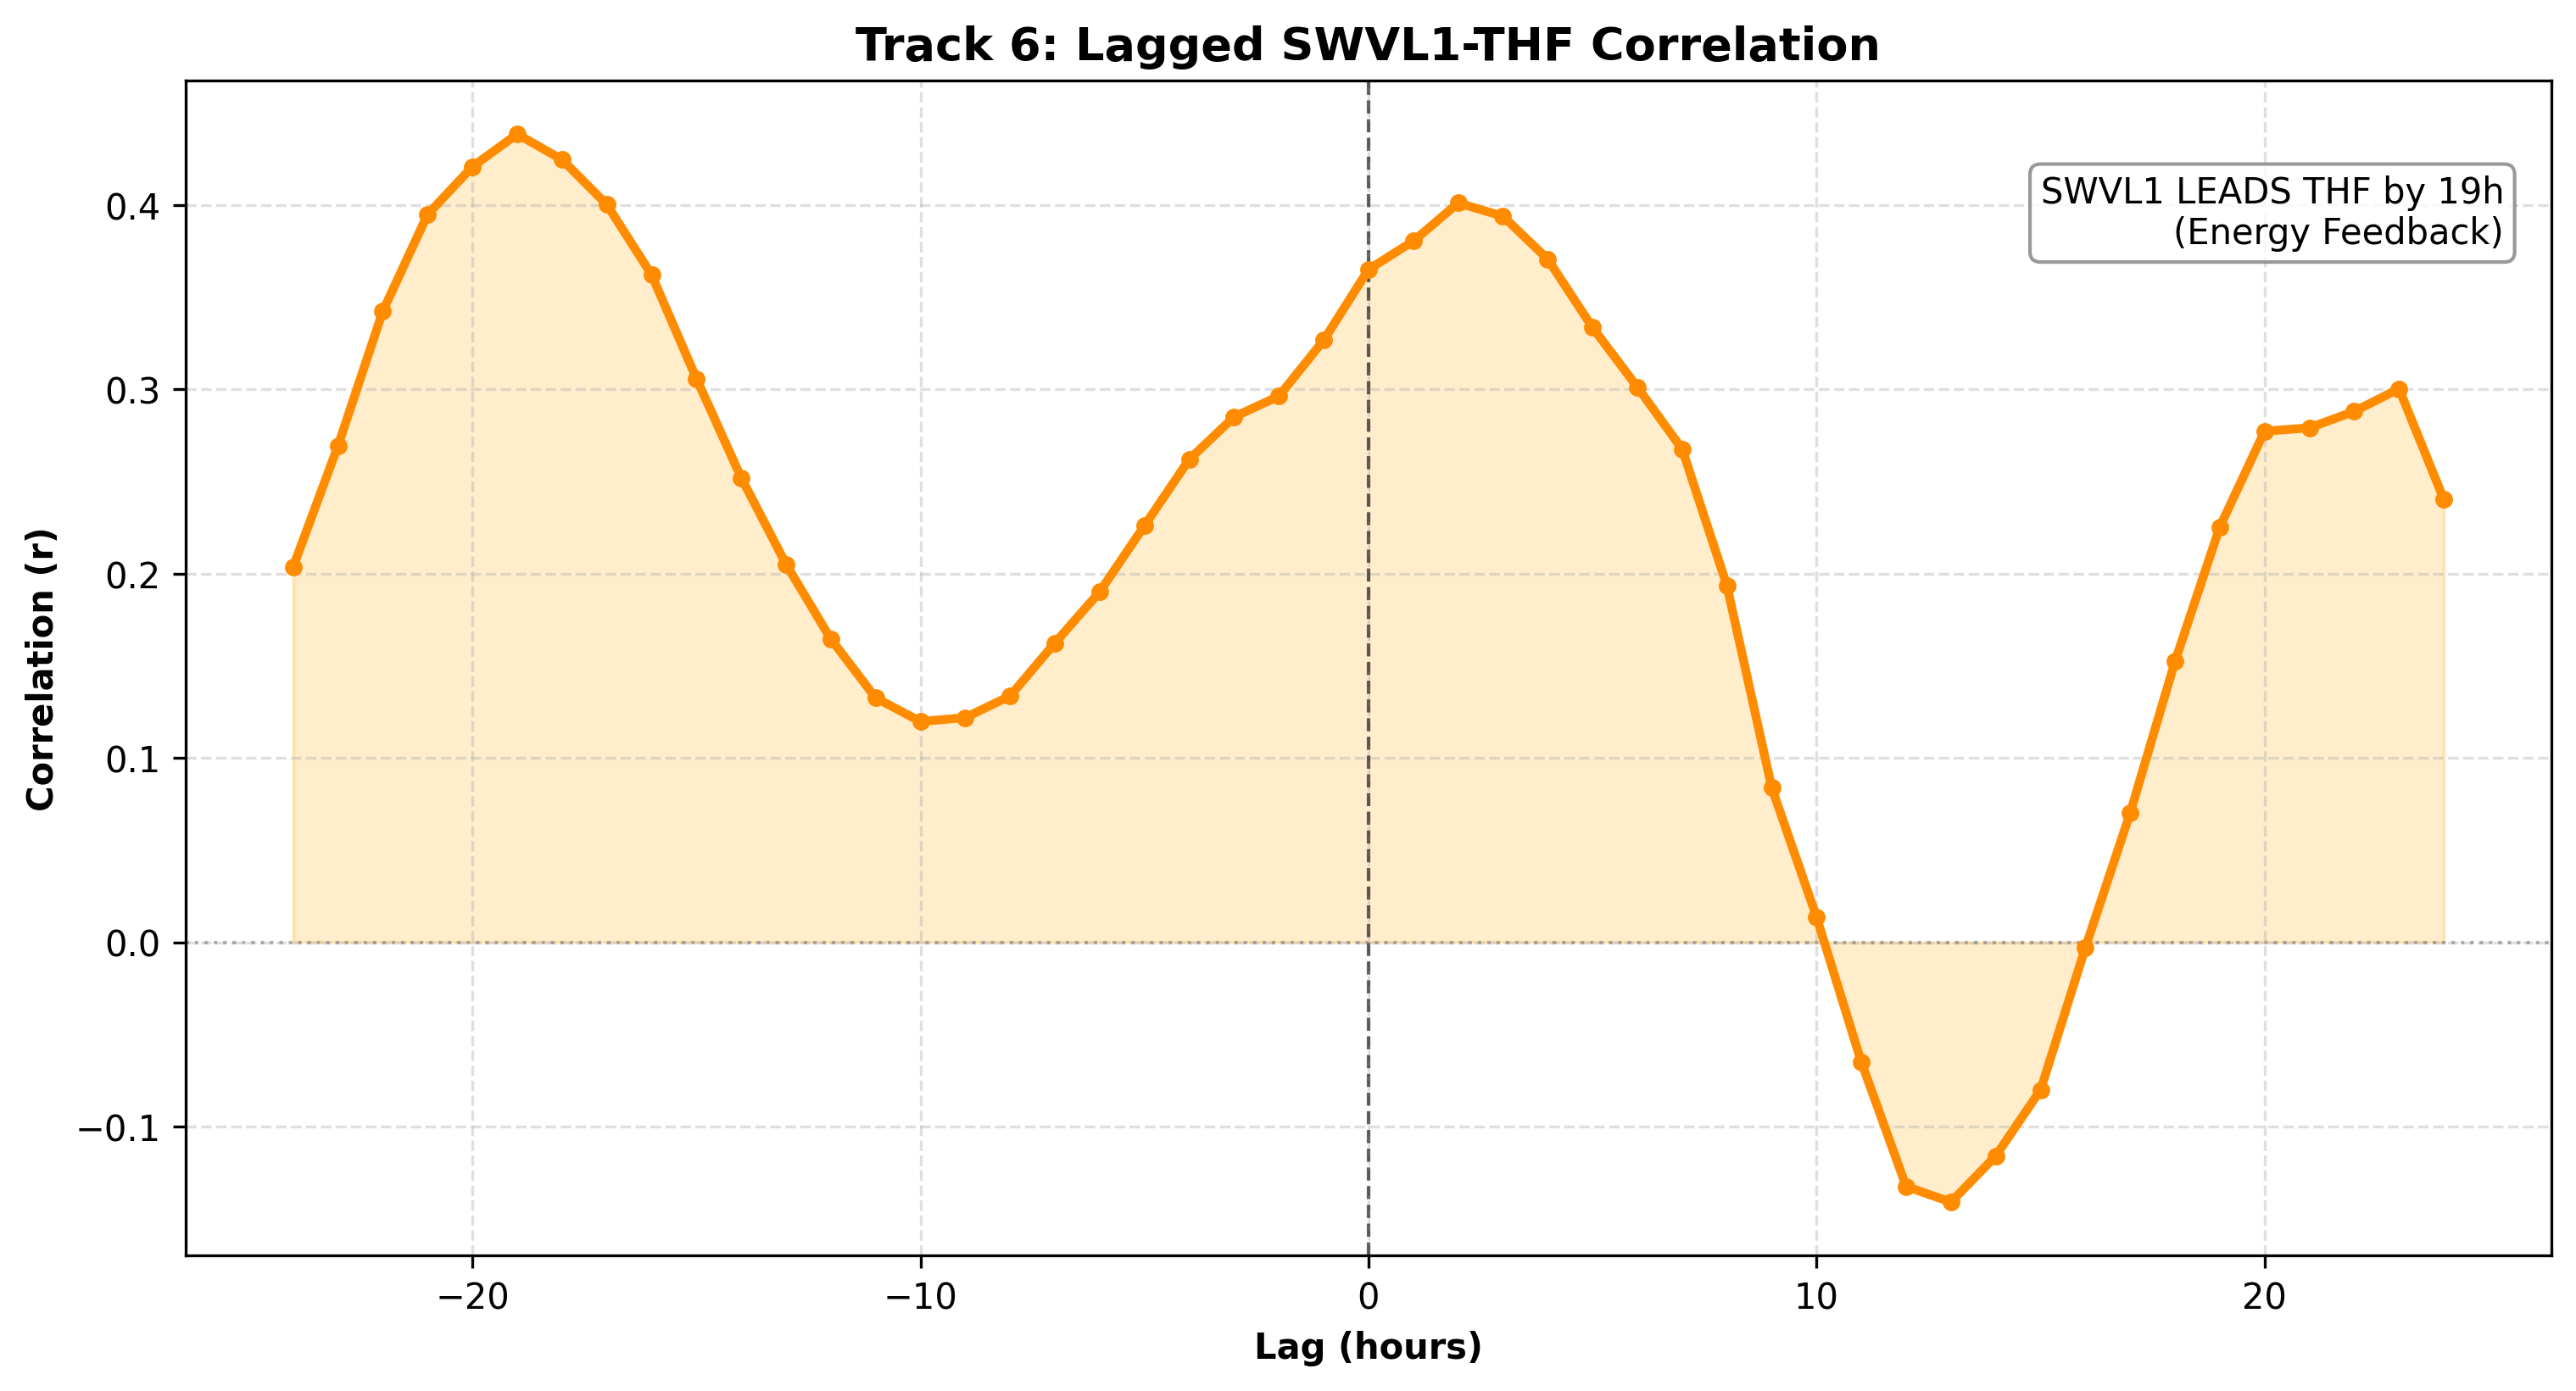 Track 6: Lagged SWVL1-THF Correlation
SWVL1 LEADS THF by 19h
(Energy Feedback)
Correlation (r)
0.4
0.3
0.2
0.1
0.0
−0.1
−20
−10
0
10
20
Lag (hours)